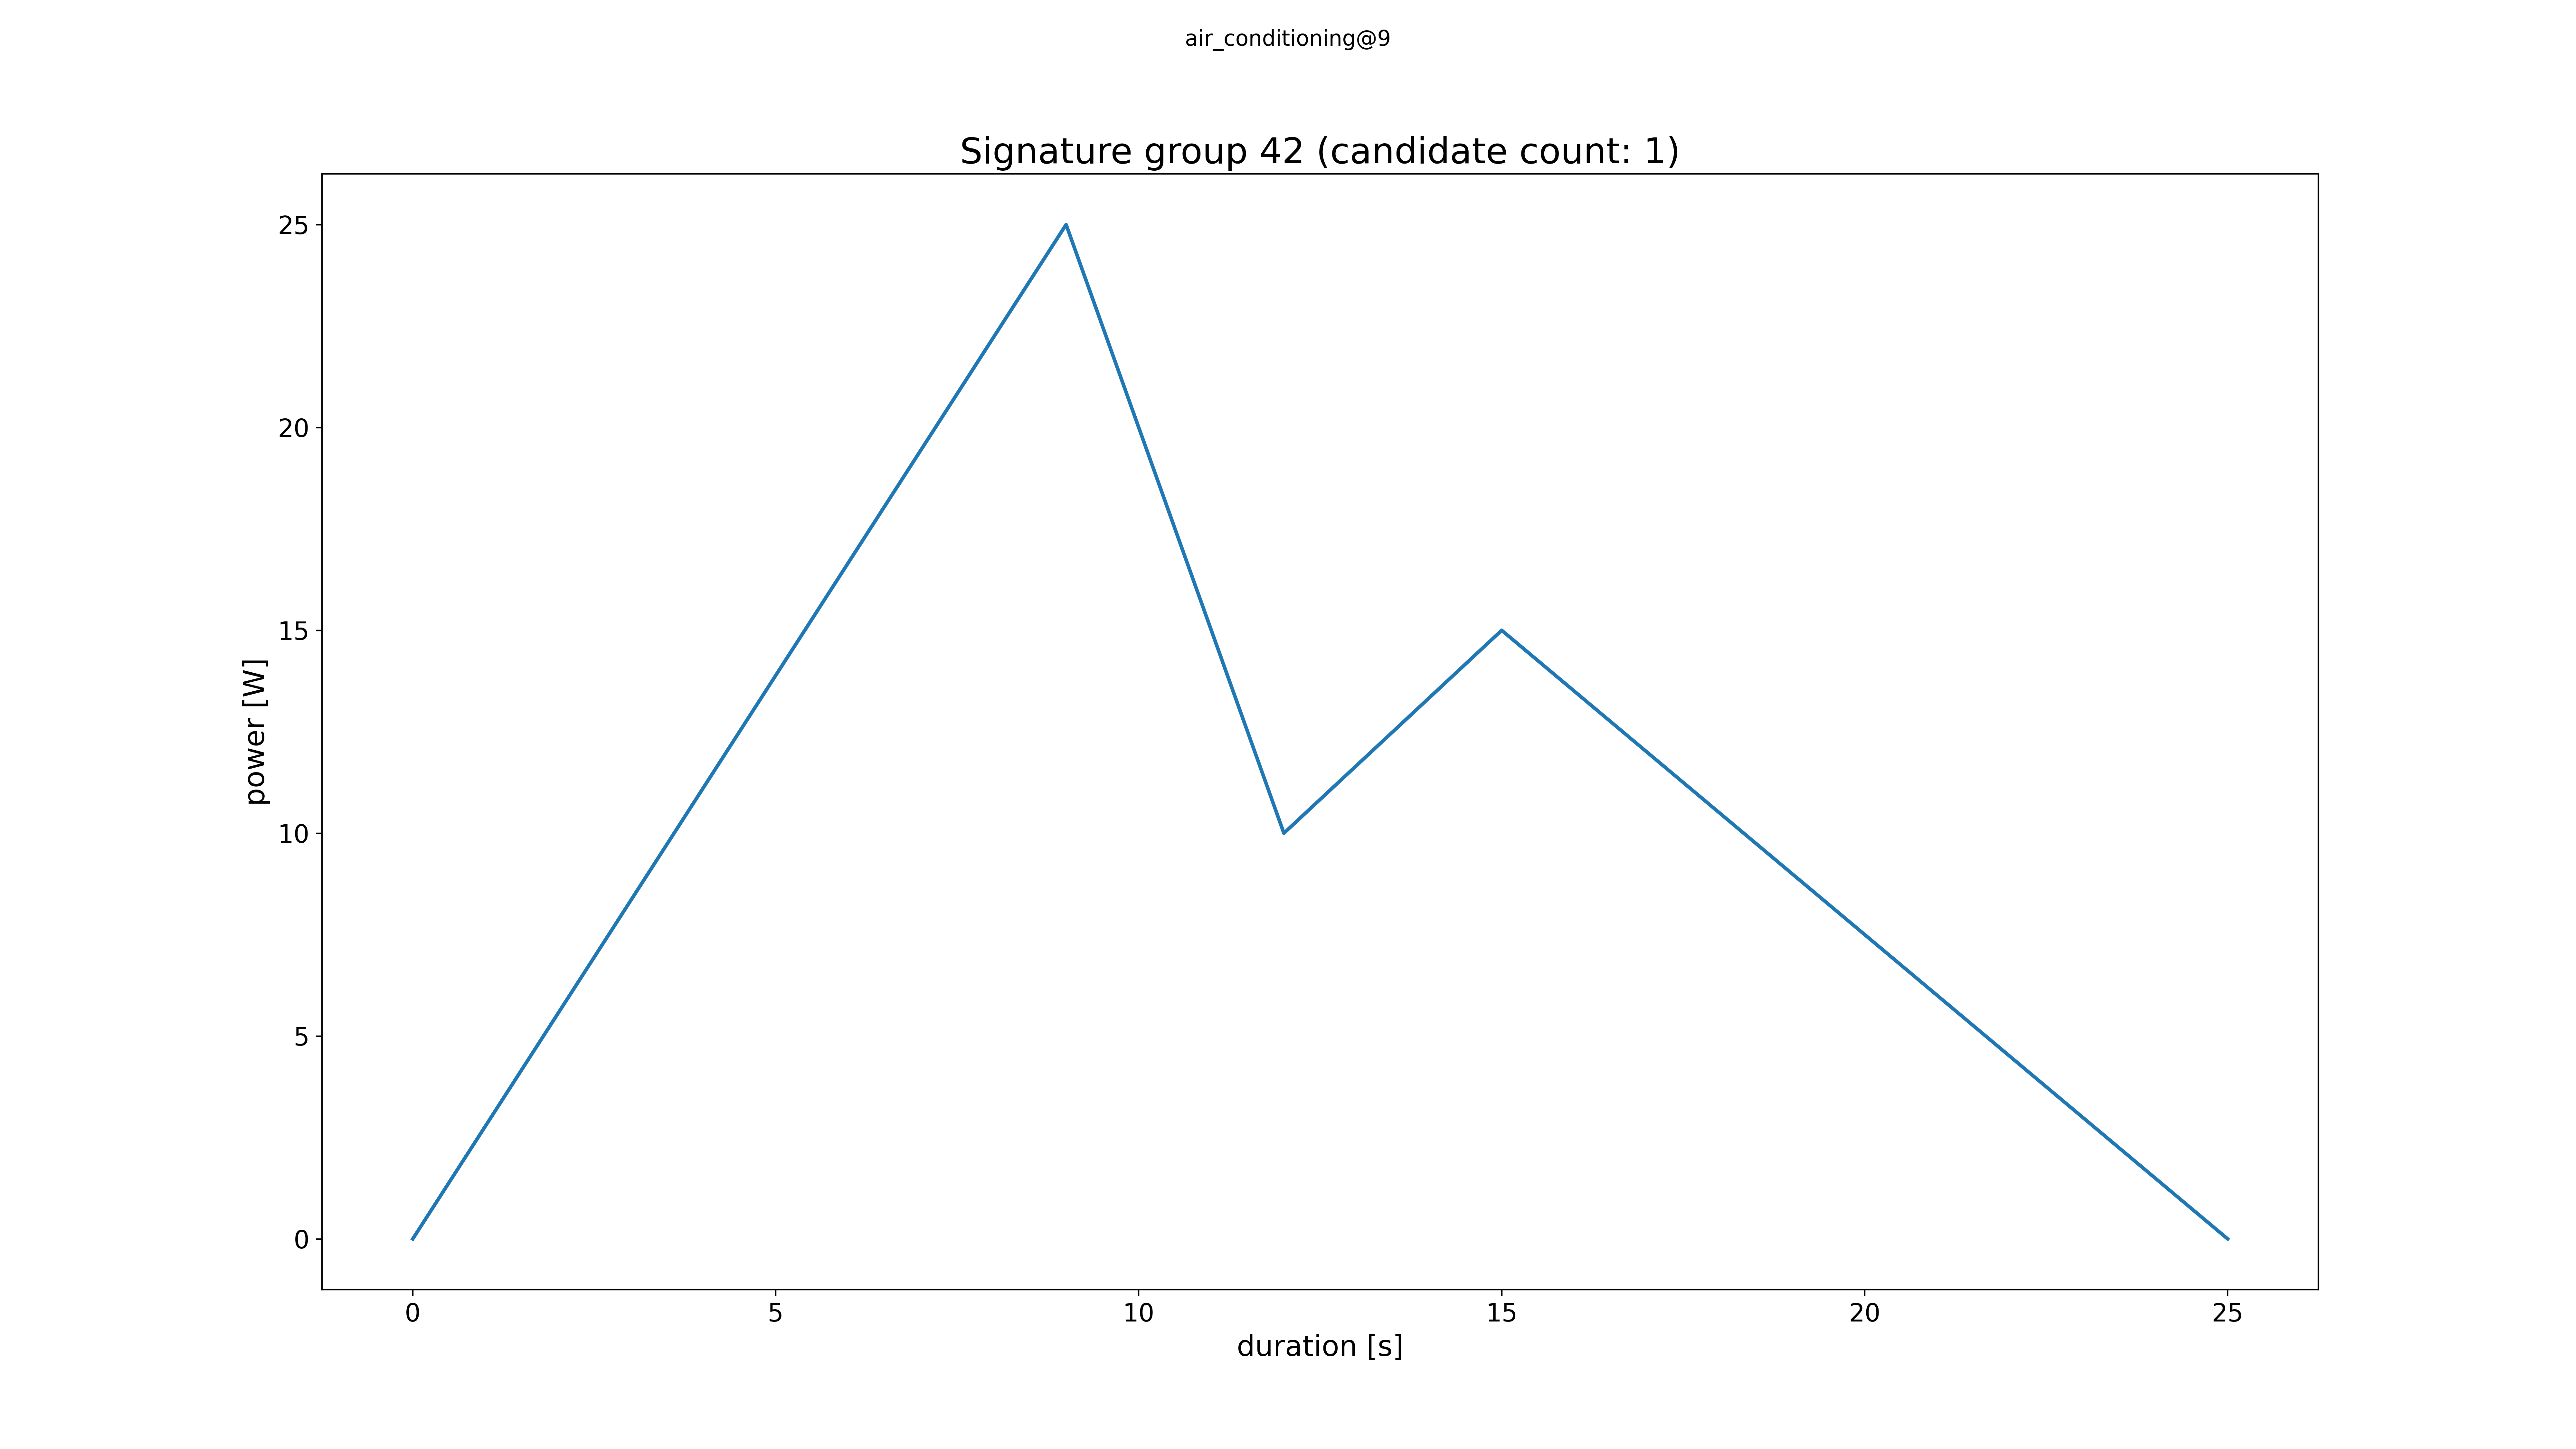 air_conditioning@9
Signature group 42 (candidate count: 1)
25
20
15
10
5
0
power [W]
0 5 10 15 20 25
duration [s]